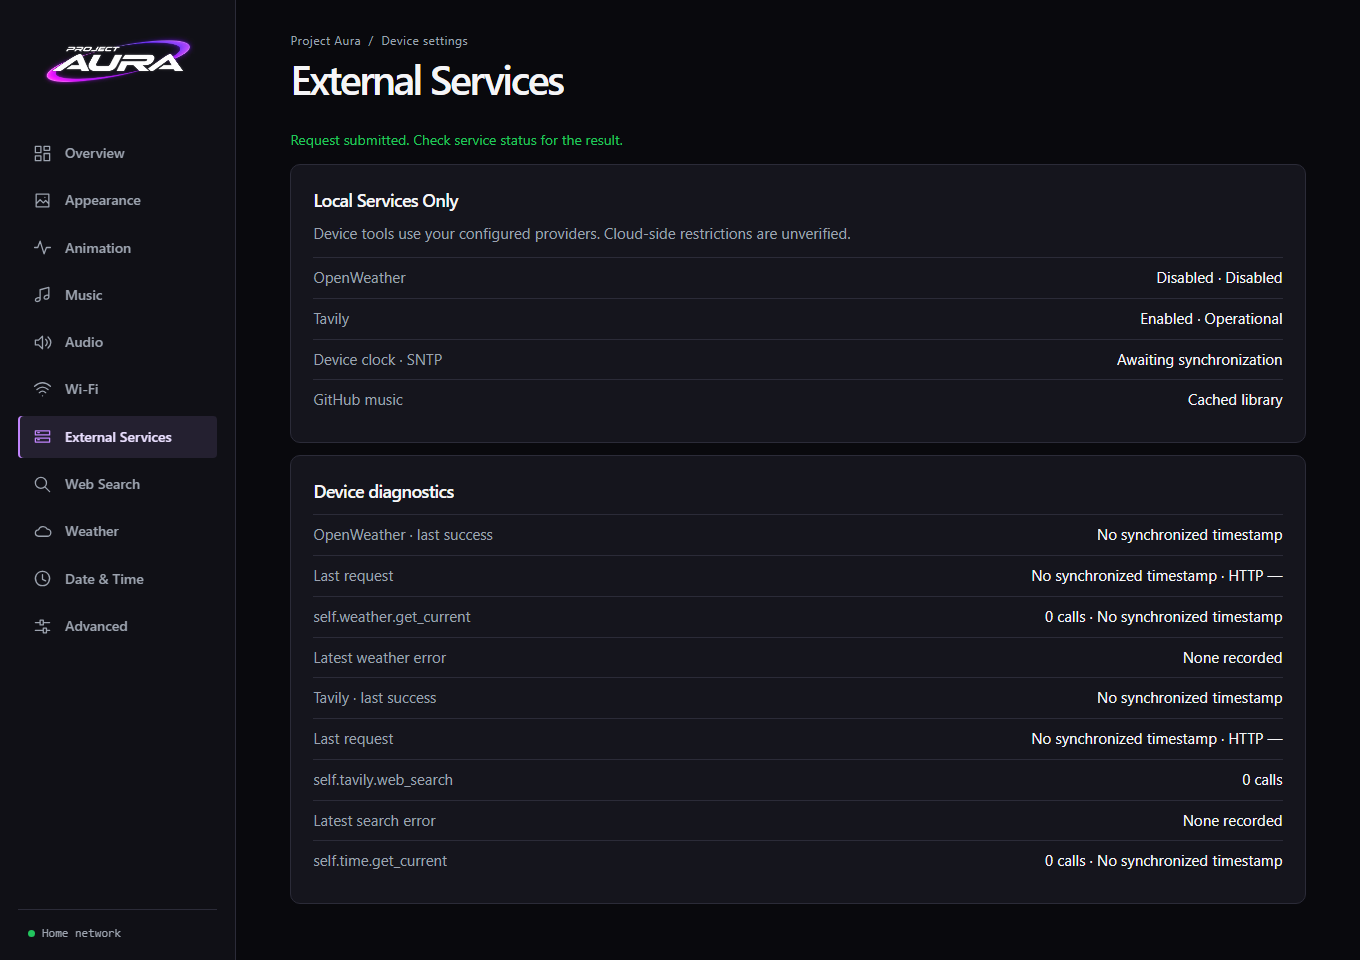 PROJECT
AURA
Overview
Appearance
Animation
Music
Audio
Wi-Fi
External Services
Web Search
Weather
Date & Time
Advanced
Home network
Project Aura / Device settings
External Services
Request submitted. Check service status for the result.
Local Services Only
Device tools use your configured providers. Cloud-side restrictions are unverified.
OpenWeather Disabled · Disabled
Tavily Enabled · Operational
Device clock · SNTP Awaiting synchronization
GitHub music Cached library
Device diagnostics
OpenWeather · last success No synchronized timestamp
Last request No synchronized timestamp · HTTP —
self.weather.get_current 0 calls · No synchronized timestamp
Latest weather error None recorded
Tavily · last success No synchronized timestamp
Last request No synchronized timestamp · HTTP —
self.tavily.web_search 0 calls
Latest search error None recorded
self.time.get_current 0 calls · No synchronized timestamp